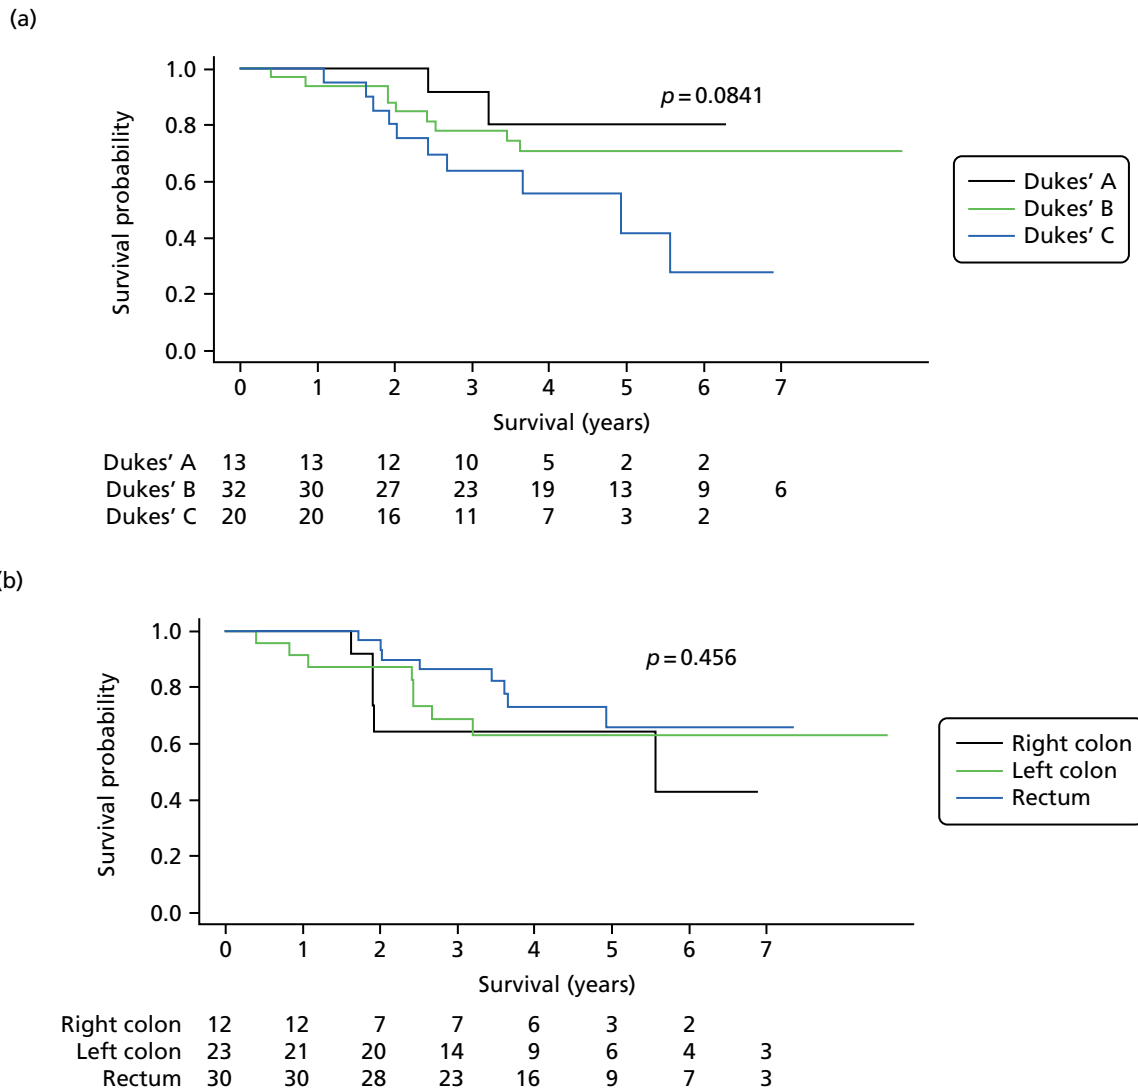 (a)
1.0
0.8
0.6
0.4
0.2
0.0
Survival probability
p = 0.0841
Dukes’ A
Dukes’ B
Dukes’ C
0 1 2 3 4 5 6 7
Survival (years)
Dukes’ A 13 13 12 10 5 2 2
Dukes’ B 32 30 27 23 19 13 9 6
Dukes’ C 20 20 16 11 7 3 2
(b)
1.0
0.8
0.6
0.4
0.2
0.0
Survival probability
p = 0.456
Right colon
Left colon
Rectum
0 1 2 3 4 5 6 7
Survival (years)
Right colon 12 12 7 7 6 3 2
Left colon 23 21 20 14 9 6 4 3
Rectum 30 30 28 23 16 9 7 3